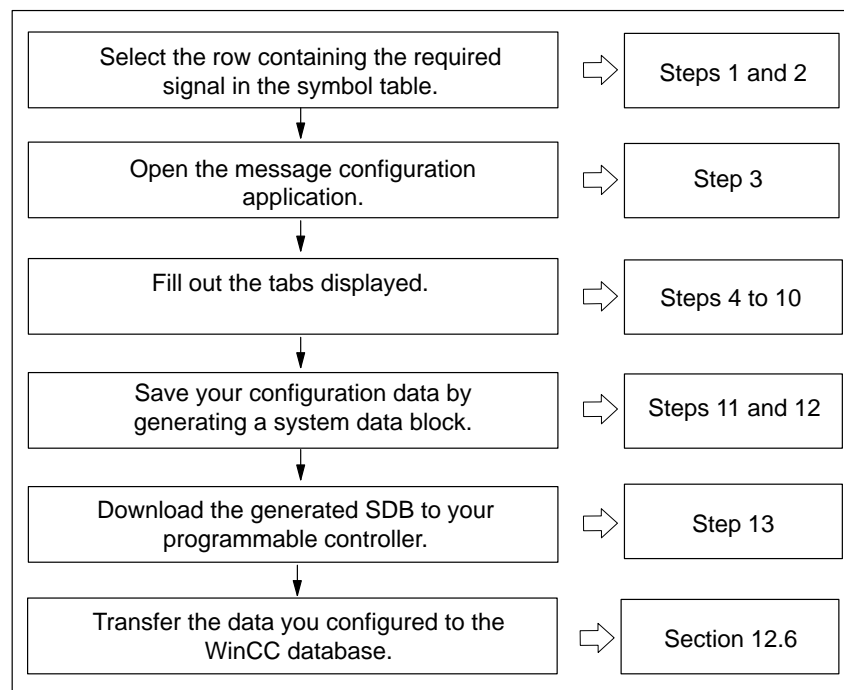 Select the row containing the required
signal in the symbol table.
Steps 1 and 2
Open the message configuration
application.
Step 3
Fill out the tabs displayed.
Steps 4 to 10
Save your configuration data by
generating a system data block.
Steps 11 and 12
Download the generated SDB to your
programmable controller.
Step 13
Transfer the data you configured to the
WinCC database.
Section 12.6